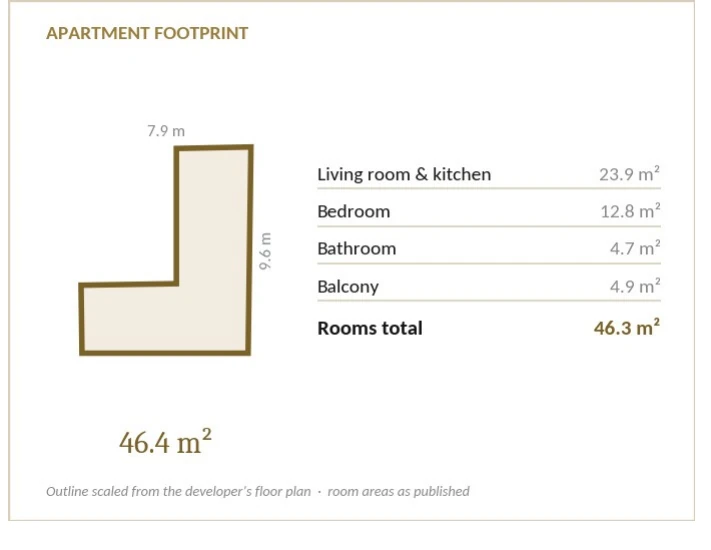 APARTMENT FOOTPRINT
7.9 m
9.6 m
Living room & kitchen 23.9 m²
Bedroom 12.8 m²
Bathroom 4.7 m²
Balcony 4.9 m²
Rooms total 46.3 m²
46.4 m²
Outline scaled from the developer's floor plan · room areas as published